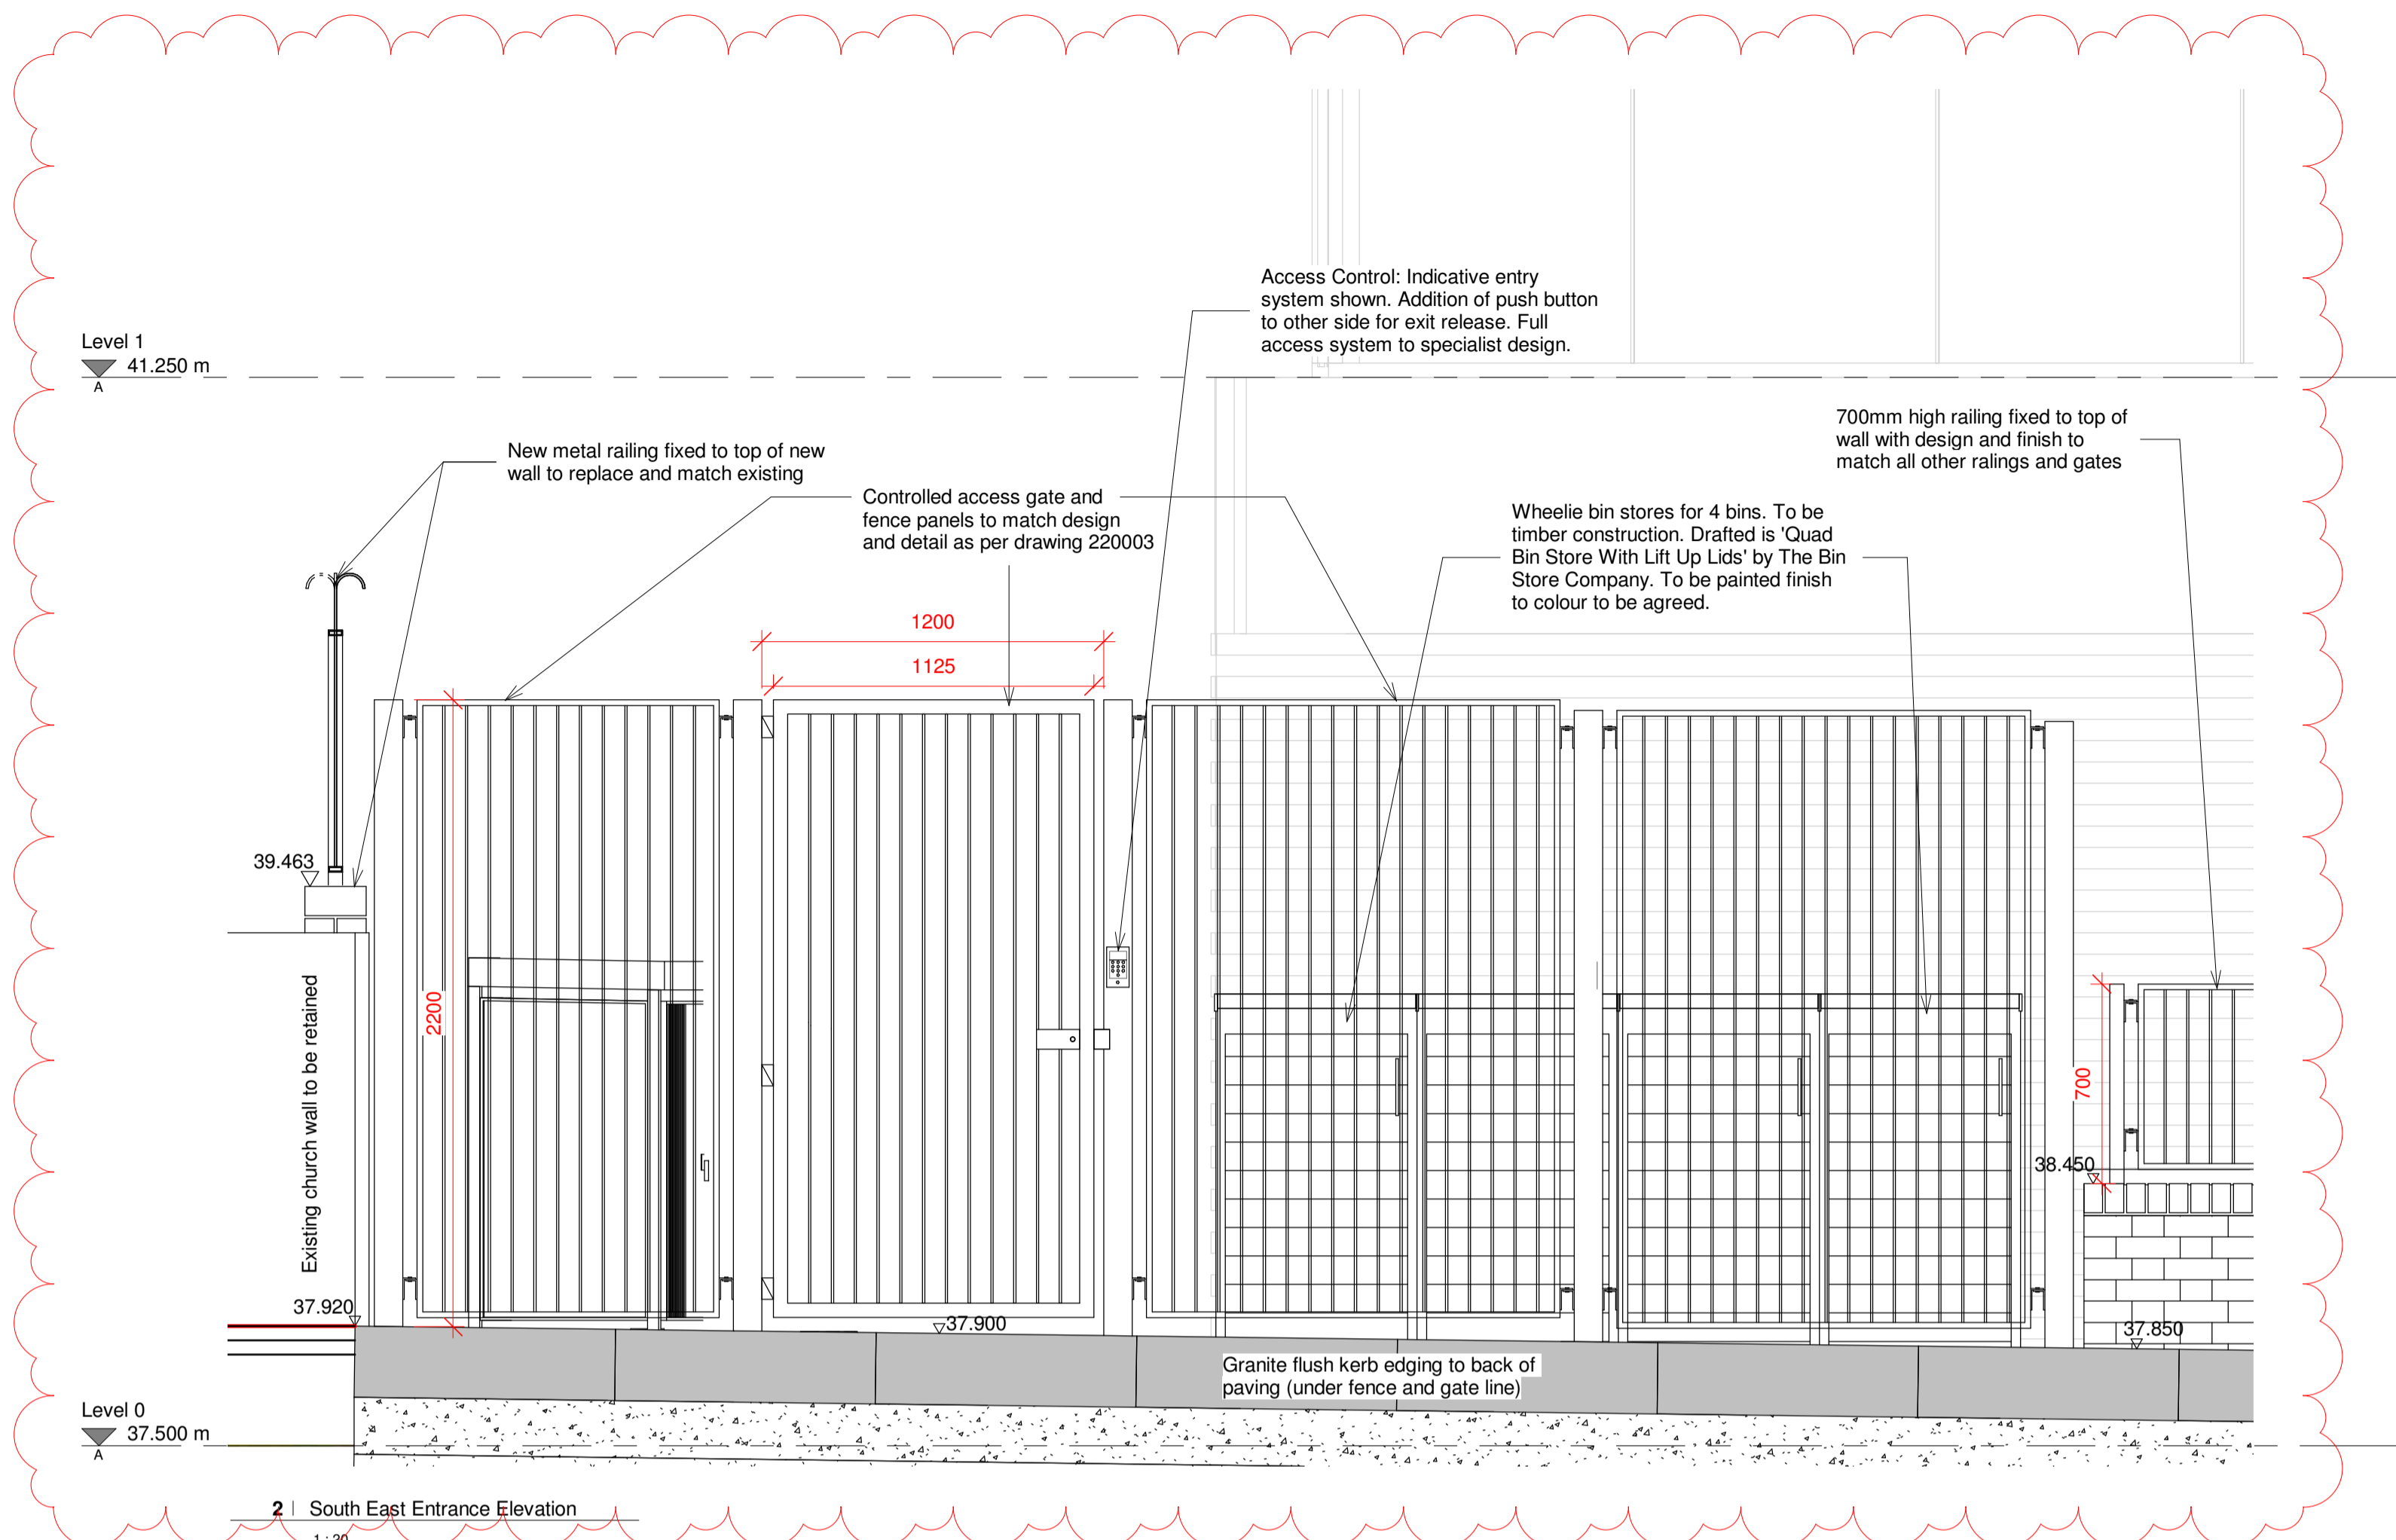 Access Control: Indicative entry
system shown. Addition of push button
to other side for exit release. Full
access system to specialist design.
Level 1
41.250 m
A
700mm high railing fixed to top of
wall with design and finish to
match all other ralings and gates
New metal railing fixed to top of new
wall to replace and match existing
Controlled access gate and
fence panels to match design
and detail as per drawing 220003
Wheelie bin stores for 4 bins. To be
timber construction. Drafted is 'Quad
Bin Store With Lift Up Lids' by The Bin
Store Company. To be painted finish
to colour to be agreed.
1200
1125
39.463
2200
Existing church wall to be retained
700
38.450
37.920
37.900
37.850
Granite flush kerb edging to back of
paving (under fence and gate line)
Level 0
37.500 m
A
2 | South East Entrance Elevation
1 : 20